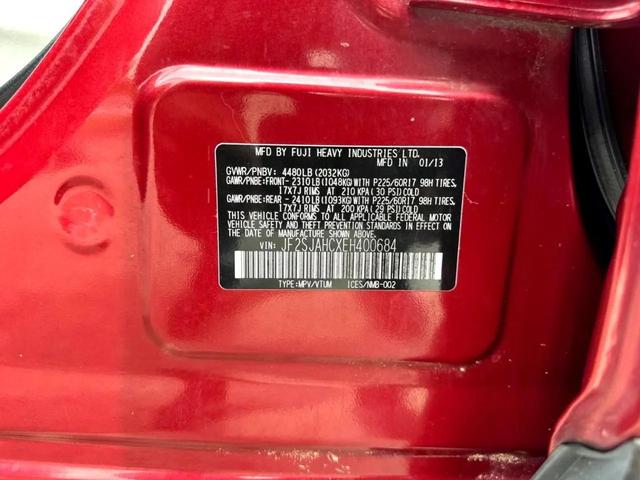 MFD BY FUJI HEAVY INDUSTRIES LTD.
MFD IN 01/13
GVWR/PNBV: 4480LB(2032KG)
GAWR/PNBE:FRONT- 2310LB(1048KG)WITH P225/60R17 98H TIRES,
17X7J RIMS AT 210 KPA(30 PSI)COLD
GAWR/PNBE:REAR - 2410LB(1093KG)WITH P225/60R17 98H TIRES,
17X7J RIMS AT 200 KPA(29 PSI)COLD
THIS VEHICLE CONFORMS TO ALL APPLICABLE FEDERAL MOTOR
VEHICLE SAFETY AND THEFT PREVENTION STANDARDS IN EFFECT
ON THE DATE OF MANUFACTURE SHOWN ABOVE.
VIN: JF2SJAHCXEH400684
TYPE:MPV/VTUM ICES/NMB-002